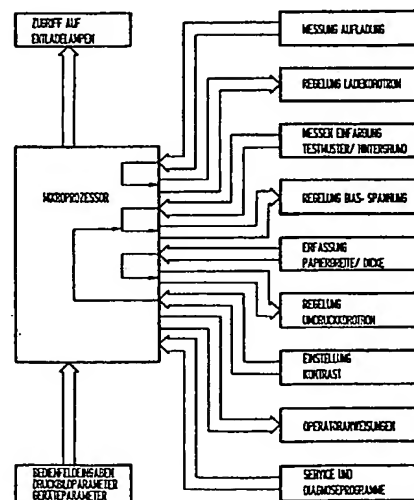 ZUGRIFF AUF
ENTLADELAMPEN
MIKROPROZESSOR
BEDIENFELDEINGABEN
DRUCKBILDPARAMETER
GERÄTEPARAMETER
MESSUNG AUFLADUNG
REGELUNG LADEKOROTRON
MESSEN EINFÄRBUNG
TESTMUSTER/ HINTERGRUND
REGELUNG BIAS- SPANNUNG
ERFASSUNG
PAPIERBREITE/ DICKE
REGELUNG
UMDRUCKKOROTRON
EINSTELLUNG
KONTRAST
OPERATORANWEISUNGEN
SERVICE UND
DIAGNOSEPROGRAMME